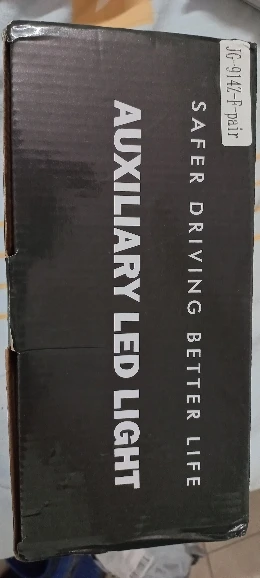 JG-914Z-F-pair
SAFER DRIVING BETTER LIFE
AUXILIARY LED LIGHT